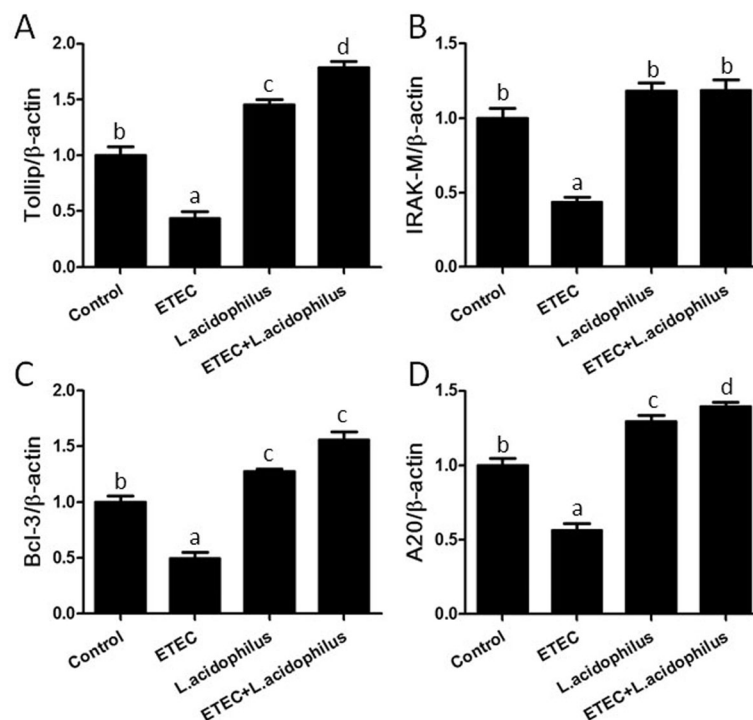 A
Tollip/β-actin
2.0
1.5
1.0
0.5
0.0
b
a
c
d
Control
ETEC
L.acidophilus
ETEC+L.acidophilus
B
IRAK-M/β-actin
1.5
1.0
0.5
0.0
b
a
b
b
Control
ETEC
L.acidophilus
ETEC+L.acidophilus
C
Bcl-3/β-actin
2.0
1.5
1.0
0.5
0.0
b
a
c
c
Control
ETEC
L.acidophilus
ETEC+L.acidophilus
D
A20/β-actin
1.5
1.0
0.5
0.0
b
a
c
d
Control
ETEC
L.acidophilus
ETEC+L.acidophilus